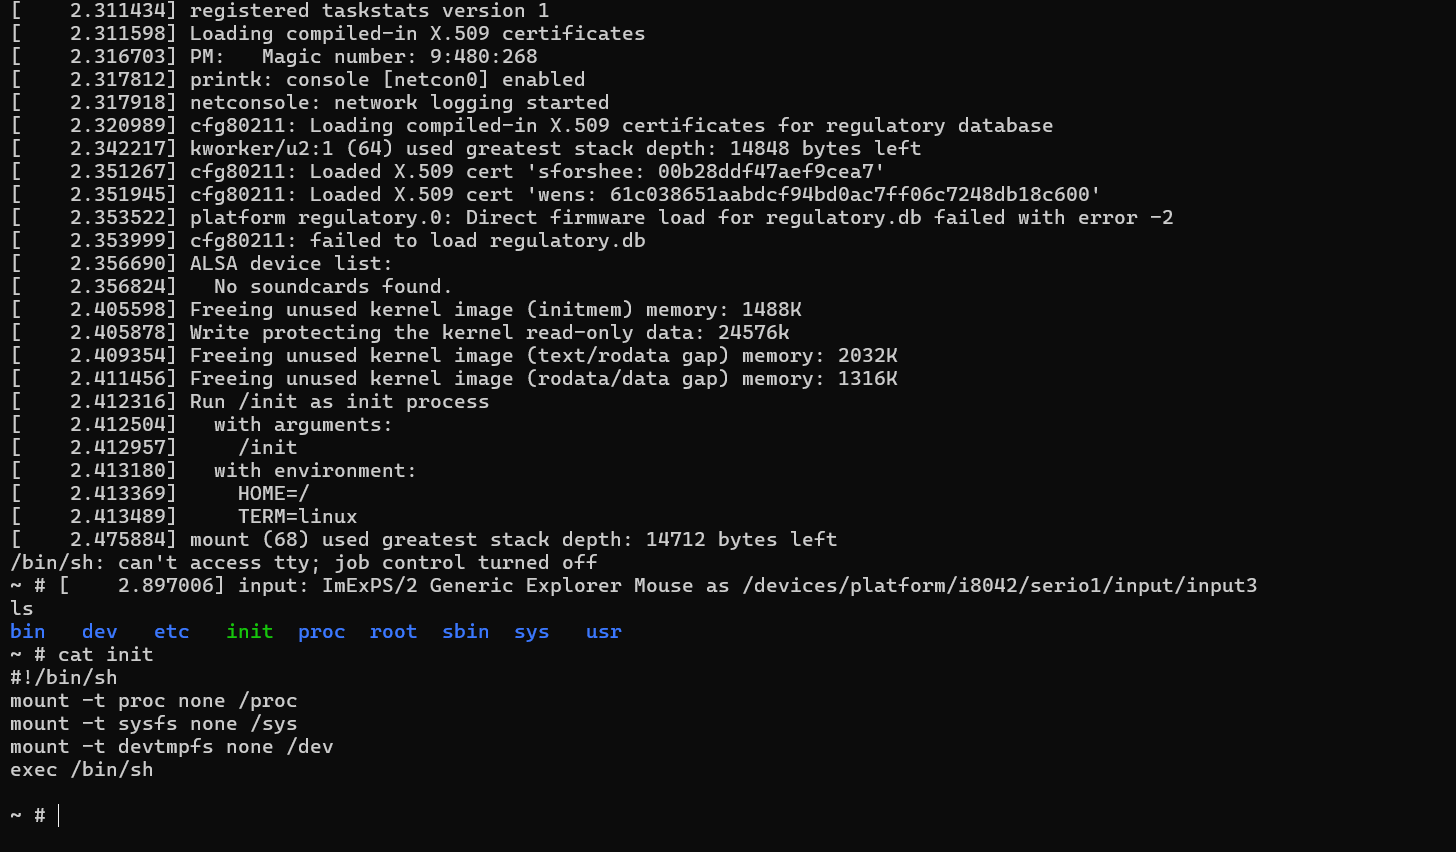 [    2.311434] registered taskstats version 1
[    2.311598] Loading compiled-in X.509 certificates
[    2.316703] PM:   Magic number: 9:480:268
[    2.317812] printk: console [netcon0] enabled
[    2.317918] netconsole: network logging started
[    2.320989] cfg80211: Loading compiled-in X.509 certificates for regulatory database
[    2.342217] kworker/u2:1 (64) used greatest stack depth: 14848 bytes left
[    2.351267] cfg80211: Loaded X.509 cert 'sforshee: 00b28ddf47aef9cea7'
[    2.351945] cfg80211: Loaded X.509 cert 'wens: 61c038651aabdcf94bd0ac7ff06c7248db18c600'
[    2.353522] platform regulatory.0: Direct firmware load for regulatory.db failed with error -2
[    2.353999] cfg80211: failed to load regulatory.db
[    2.356690] ALSA device list:
[    2.356824]   No soundcards found.
[    2.405598] Freeing unused kernel image (initmem) memory: 1488K
[    2.405878] Write protecting the kernel read-only data: 24576k
[    2.409354] Freeing unused kernel image (text/rodata gap) memory: 2032K
[    2.411456] Freeing unused kernel image (rodata/data gap) memory: 1316K
[    2.412316] Run /init as init process
[    2.412504]   with arguments:
[    2.412957]     /init
[    2.413180]   with environment:
[    2.413369]     HOME=/
[    2.413489]     TERM=linux
[    2.475884] mount (68) used greatest stack depth: 14712 bytes left
/bin/sh: can't access tty; job control turned off
~ # [    2.897006] input: ImExPS/2 Generic Explorer Mouse as /devices/platform/i8042/serio1/input/input3
ls
bin   dev   etc   init  proc  root  sbin  sys   usr
~ # cat init
#!/bin/sh
mount -t proc none /proc
mount -t sysfs none /sys
mount -t devtmpfs none /dev
exec /bin/sh
~ #